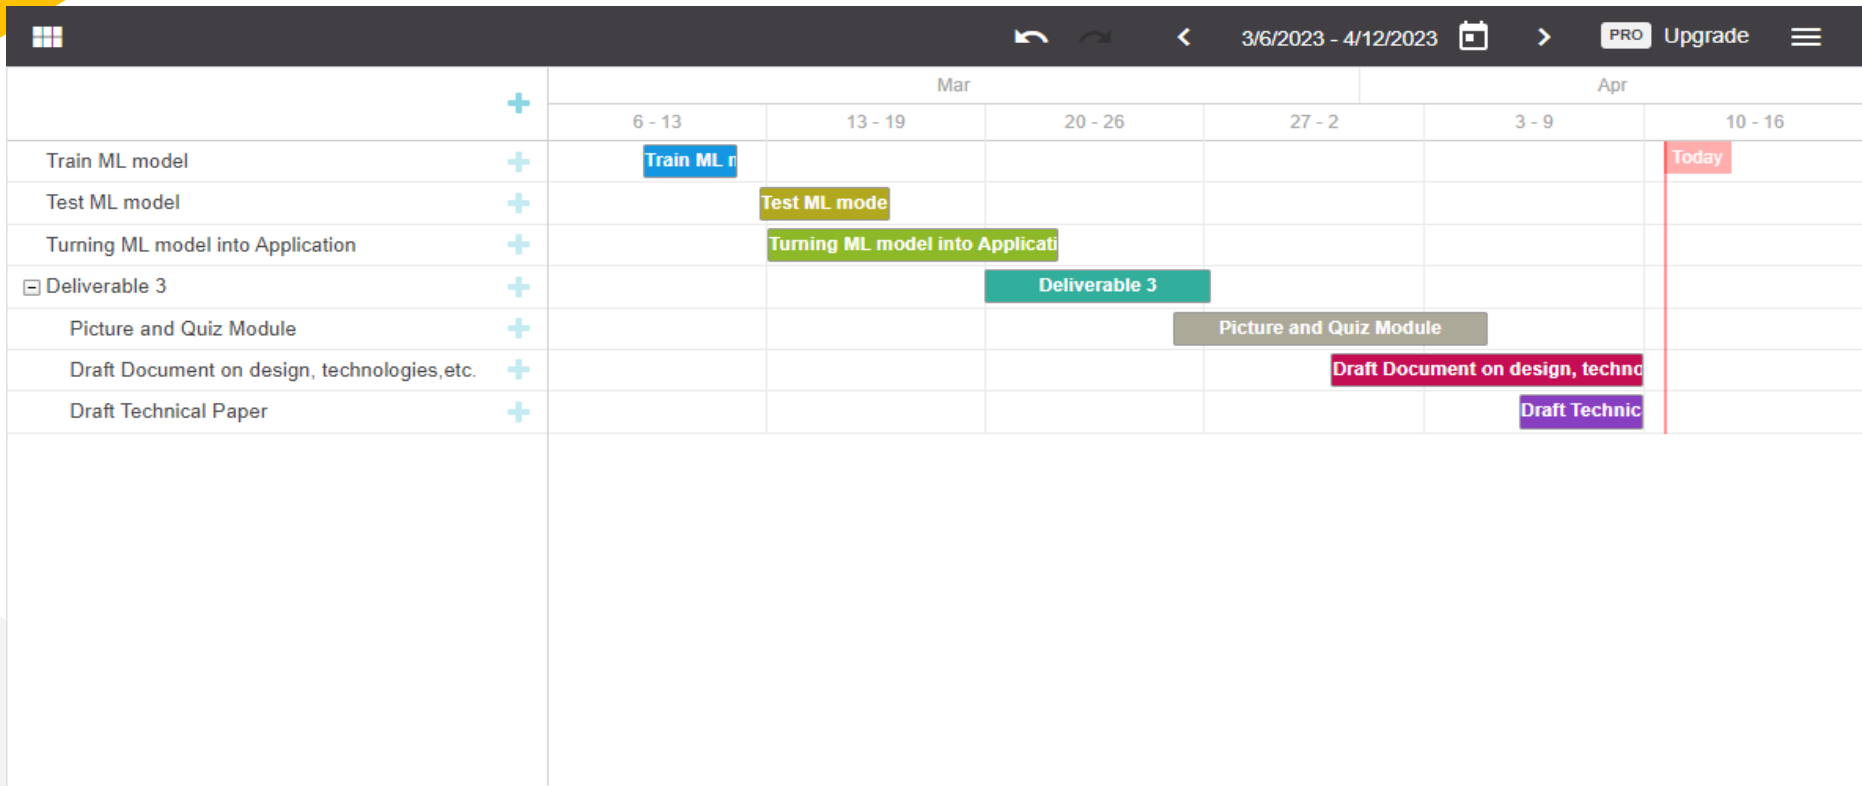 3/6/2023 - 4/12/2023 PRO Upgrade
Mar Apr
6 - 13 13 - 19 20 - 26 27 - 2 3 - 9 10 - 16
Train ML model Train ML m Today
Test ML model Test ML mode
Turning ML model into Application Turning ML model into Applicati
Deliverable 3 Deliverable 3
Picture and Quiz Module Picture and Quiz Module
Draft Document on design, technologies,etc. Draft Document on design, techno
Draft Technical Paper Draft Technic